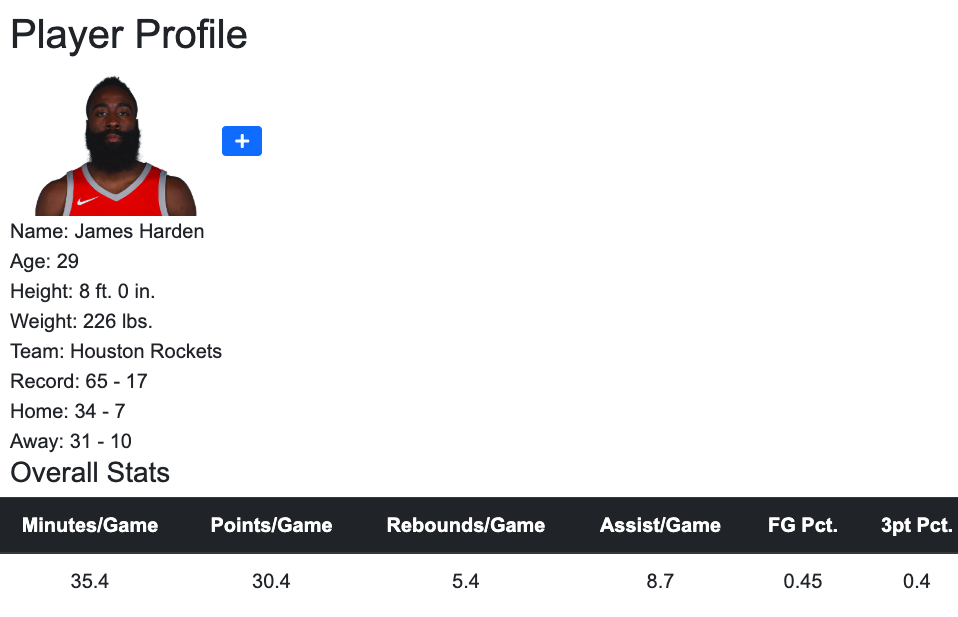 Player Profile
+
Name: James Harden
Age: 29
Height: 8 ft. 0 in.
Weight: 226 lbs.
Team: Houston Rockets
Record: 65 - 17
Home: 34 - 7
Away: 31 - 10
Overall Stats
Minutes/Game Points/Game Rebounds/Game Assist/Game FG Pct. 3pt Pct.
35.4 30.4 5.4 8.7 0.45 0.4